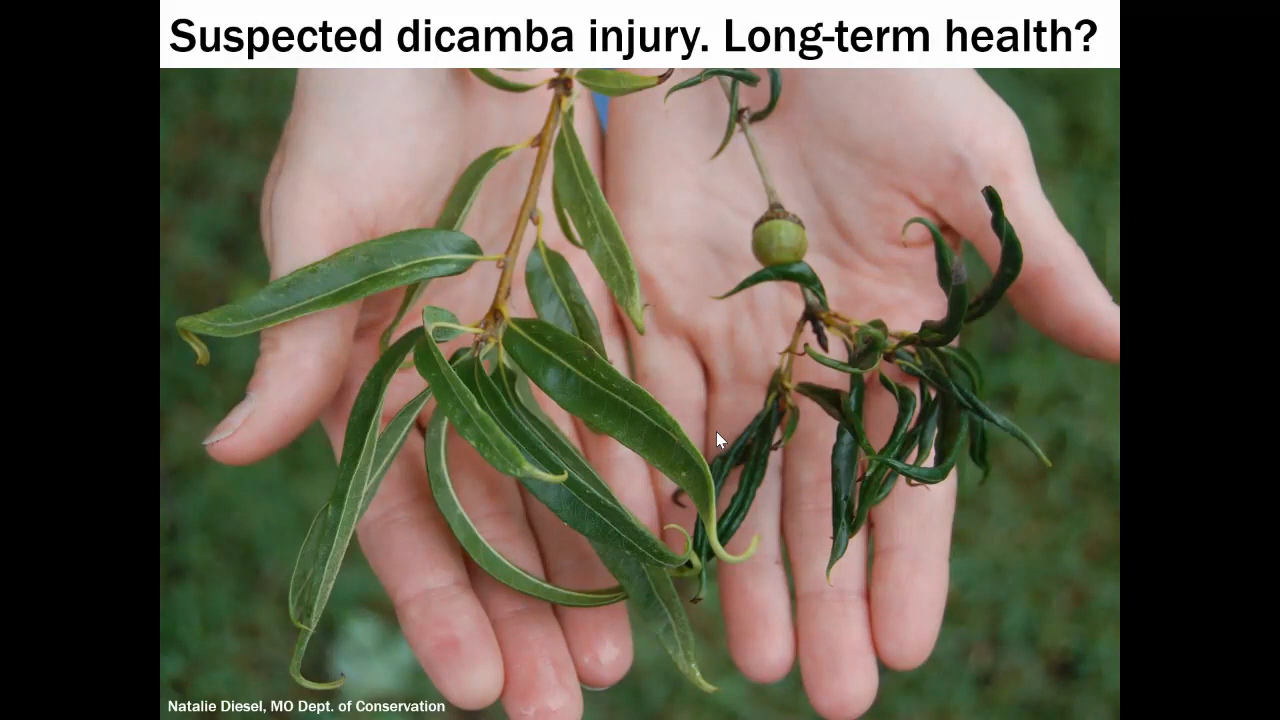 Suspected dicamba injury. Long-term health?
Natalie Diesel, MO Dept. of Conservation